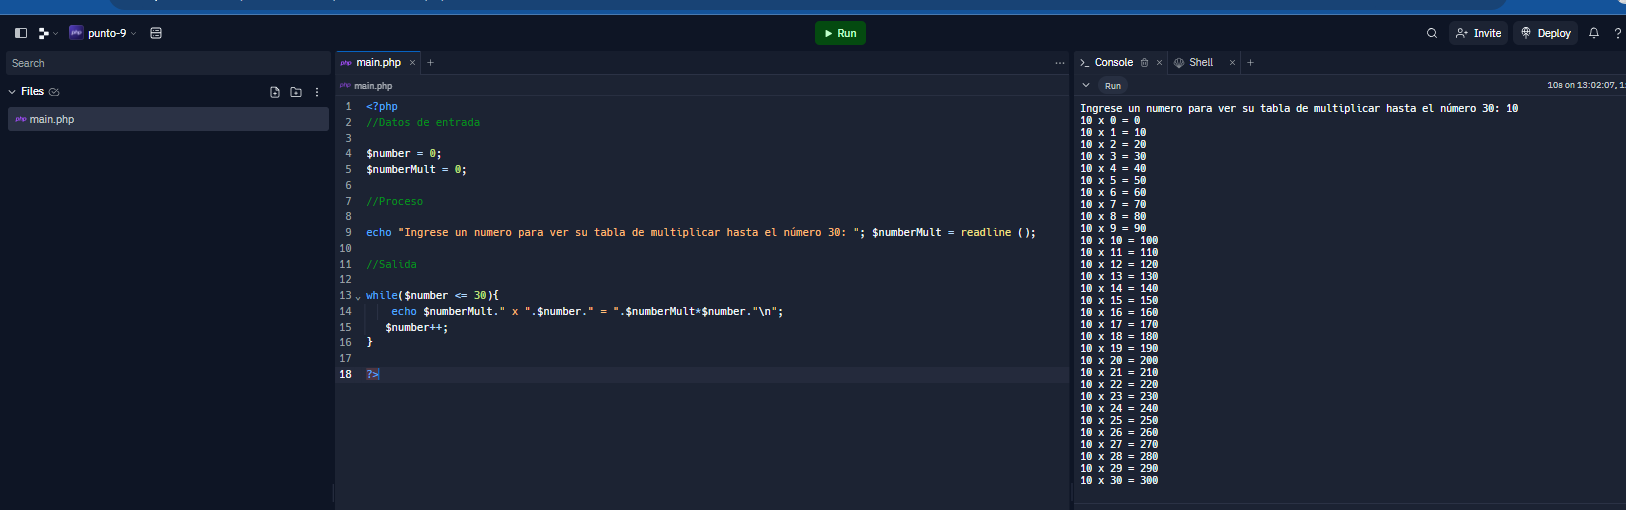 php punto-9
Run
Invite
Deploy
?
Search
Files
php main.php
php main.php × +
...
php main.php
1 <?php
2 //Datos de entrada
3
4 $number = 0;
5 $numberMult = 0;
6
7 //Proceso
8
9 echo "Ingrese un numero para ver su tabla de multiplicar hasta el número 30: "; $numberMult = readline ();
10
11 //Salida
12
13 while($number <= 30){
14 echo $numberMult." x ".$number." = ".$numberMult*$number."\n";
15 $number++;
16 }
17
18 ?>
Console × Shell × +
Run
10s on 13:02:07,
Ingrese un numero para ver su tabla de multiplicar hasta el número 30: 10
10 x 0 = 0
10 x 1 = 10
10 x 2 = 20
10 x 3 = 30
10 x 4 = 40
10 x 5 = 50
10 x 6 = 60
10 x 7 = 70
10 x 8 = 80
10 x 9 = 90
10 x 10 = 100
10 x 11 = 110
10 x 12 = 120
10 x 13 = 130
10 x 14 = 140
10 x 15 = 150
10 x 16 = 160
10 x 17 = 170
10 x 18 = 180
10 x 19 = 190
10 x 20 = 200
10 x 21 = 210
10 x 22 = 220
10 x 23 = 230
10 x 24 = 240
10 x 25 = 250
10 x 26 = 260
10 x 27 = 270
10 x 28 = 280
10 x 29 = 290
10 x 30 = 300